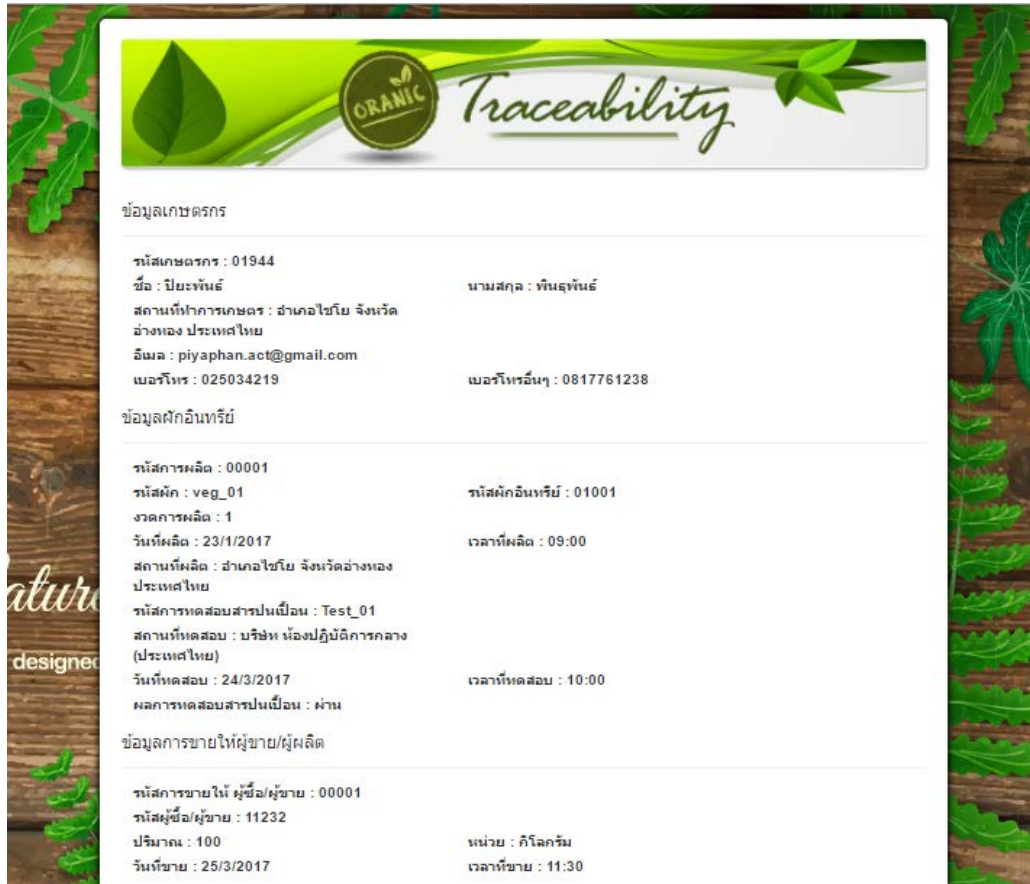 ORANIC
Traceability
ข้อมูลเกษตรกร
รหัสเกษตรกร : 01944
ชื่อ : ปิยะพันธ์ นามสกุล : พันธุพันธ์
สถานที่ทำการเกษตร : อำเภอไชโย จังหวัด
อ่างทอง ประเทศไทย
อีเมล : piyaphan.act@gmail.com
เบอร์โทร : 025034219 เบอร์โทรอื่นๆ : 0817761238
ข้อมูลผักอินทรีย์
รหัสการผลิต : 00001
รหัสผัก : veg_01 รหัสผักอินทรีย์ : 01001
งวดการผลิต : 1
วันที่ผลิต : 23/1/2017 เวลาที่ผลิต : 09:00
สถานที่ผลิต : อำเภอไชโย จังหวัดอ่างทอง
ประเทศไทย
รหัสการทดสอบสารปนเปื้อน : Test_01
สถานที่ทดสอบ : บริษัท ห้องปฏิบัติการกลาง
(ประเทศไทย)
วันที่ทดสอบ : 24/3/2017 เวลาที่ทดสอบ : 10:00
ผลการทดสอบสารปนเปื้อน : ผ่าน
ature
designed
ข้อมูลการขายให้ผู้ขาย/ผู้ผลิต
รหัสการขายให้ ผู้ซื้อ/ผู้ขาย : 00001
รหัสผู้ซื้อ/ผู้ขาย : 11232
ปริมาณ : 100 หน่วย : กิโลกรัม
วันที่ขาย : 25/3/2017 เวลาที่ขาย : 11:30